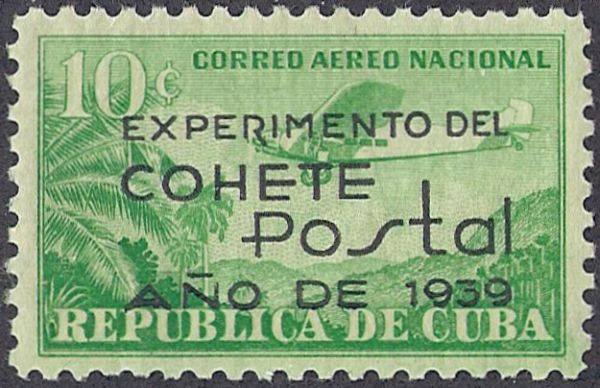 10¢ CORREO AEREO NACIONAL
EXPERIMENTO DEL
COHETE
Postal
AÑO DE 1939
REPUBLICA DE CUBA